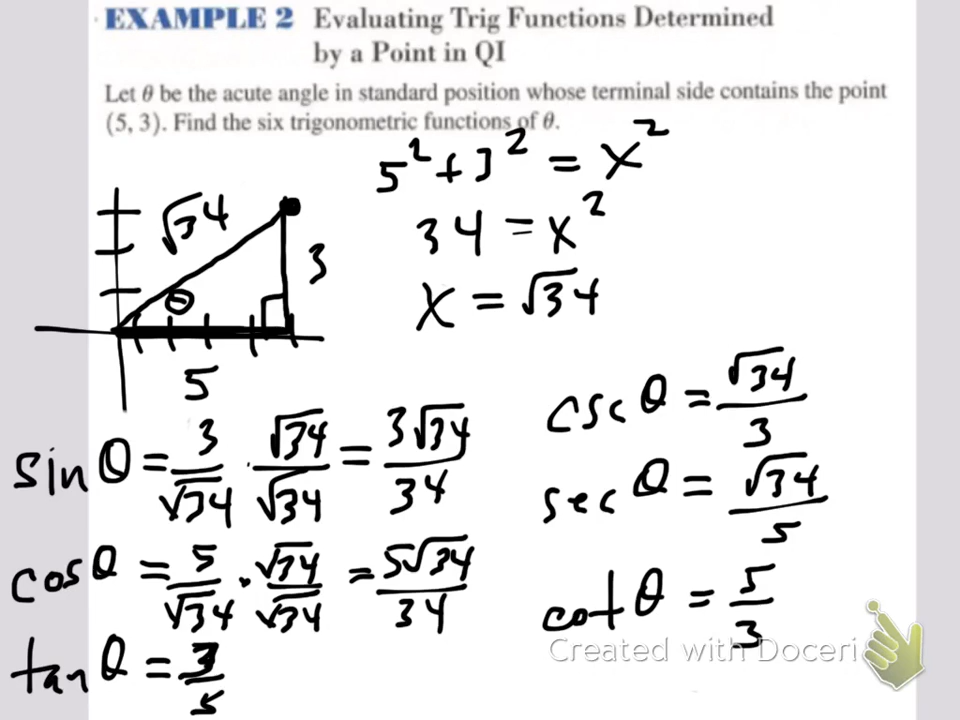 EXAMPLE 2 Evaluating Trig Functions Determined
by a Point in QI
Let θ be the acute angle in standard position whose terminal side contains the point
(5, 3). Find the six trigonometric functions of θ.
5² + 3² = x²
34 = x²
x = √34
√34
3
θ
5
sin θ = 3/√34 · √34/√34 = 3√34/34
cos θ = 5/√34 · √34/√34 = 5√34/34
tan θ = 3/5
csc θ = √34/3
sec θ = √34/5
cot θ = 5/3
Created with Doceri